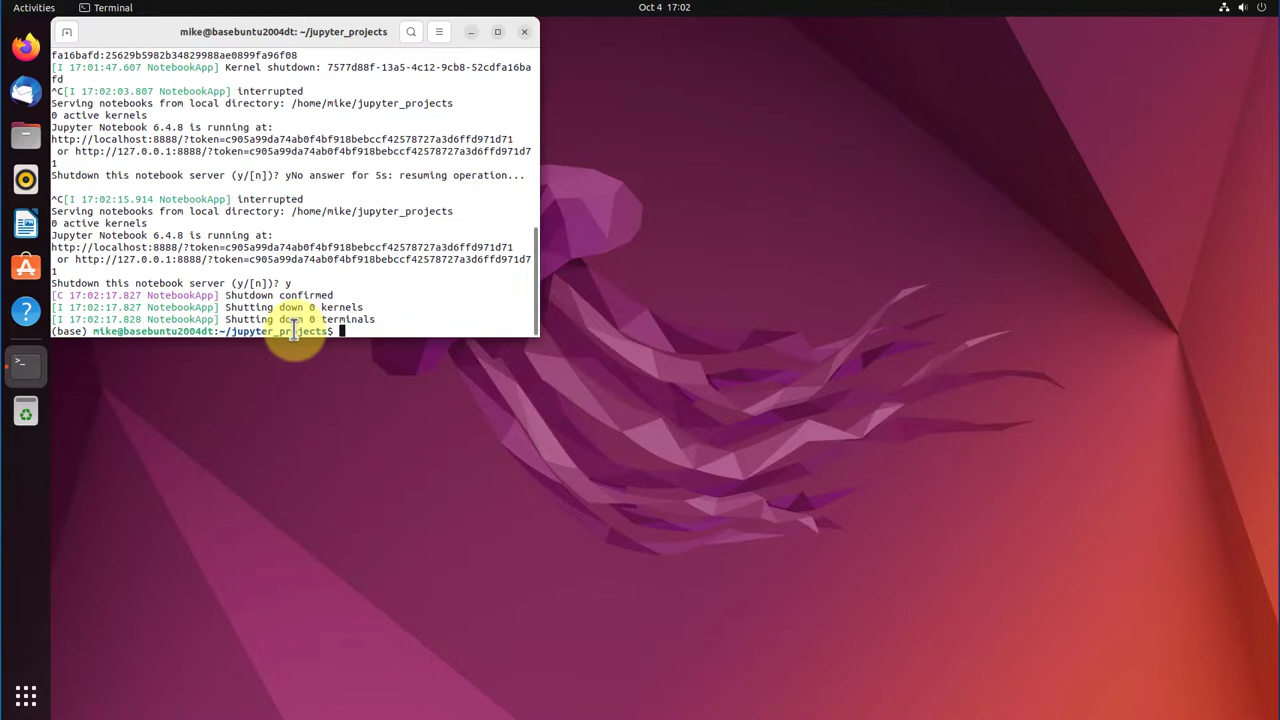 Activities
Terminal
Oct 4 17:02
mike@basebuntu2004dt: ~/jupyter_projects
fa16bafd:25629b5982b34829988ae0899fa96f08
[I 17:01:47.607 NotebookApp] Kernel shutdown: 7577d88f-13a5-4c12-9cb8-52cdfa16ba
fd
^C[I 17:02:03.807 NotebookApp] interrupted
Serving notebooks from local directory: /home/mike/jupyter_projects
0 active kernels
Jupyter Notebook 6.4.8 is running at:
http://localhost:8888/?token=c905a99da74ab0f4bf918bebccf42578727a3d6ffd971d71
 or http://127.0.0.1:8888/?token=c905a99da74ab0f4bf918bebccf42578727a3d6ffd971d7
1
Shutdown this notebook server (y/[n])? yNo answer for 5s: resuming operation...
^C[I 17:02:15.914 NotebookApp] interrupted
Serving notebooks from local directory: /home/mike/jupyter_projects
0 active kernels
Jupyter Notebook 6.4.8 is running at:
http://localhost:8888/?token=c905a99da74ab0f4bf918bebccf42578727a3d6ffd971d71
 or http://127.0.0.1:8888/?token=c905a99da74ab0f4bf918bebccf42578727a3d6ffd971d7
1
Shutdown this notebook server (y/[n])? y
[C 17:02:17.827 NotebookApp] Shutdown confirmed
[I 17:02:17.827 NotebookApp] Shutting down 0 kernels
[I 17:02:17.828 NotebookApp] Shutting down 0 terminals
(base) mike@basebuntu2004dt:~/jupyter_projects$